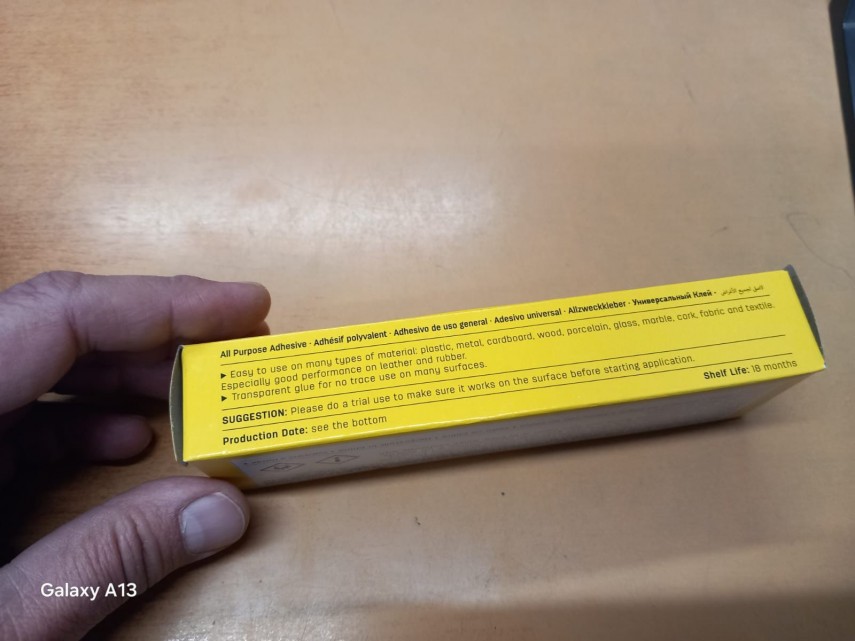 All Purpose Adhesive · Adhésif polyvalent · Adhesivo de uso general · Adesivo universal · Allzweckkleber · Универсальный Клей · لاصق لجميع الأغراض
▸ Easy to use on many types of material: plastic, metal, cardboard, wood, porcelain, glass, marble, cork, fabric and textile.
Especially good performance on leather and rubber.
▸ Transparent glue for no trace use on many surfaces.
SUGGESTION: Please do a trial use to make sure it works on the surface before starting application.
Production Date: see the bottom
Shelf Life: 18 months
Galaxy A13